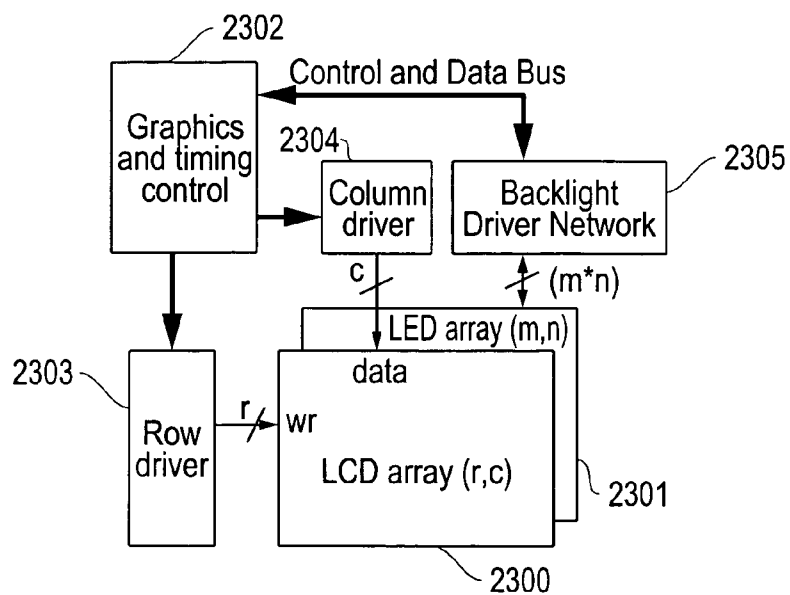 2302
Control and Data Bus
Graphics
and timing
control
2304
Column
driver
Backlight
Driver Network
2305
c
(m*n)
LED array (m,n)
data
2303
Row
driver
r
wr
LCD array (r,c)
2301
2300